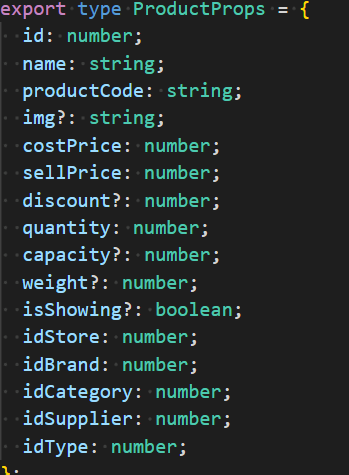 export type ProductProps = {
id: number;
name: string;
productCode: string;
img?: string;
costPrice: number;
sellPrice: number;
discount?: number;
quantity: number;
capacity?: number;
weight?: number;
isShowing?: boolean;
idStore: number;
idBrand: number;
idCategory: number;
idSupplier: number;
idType: number;
};